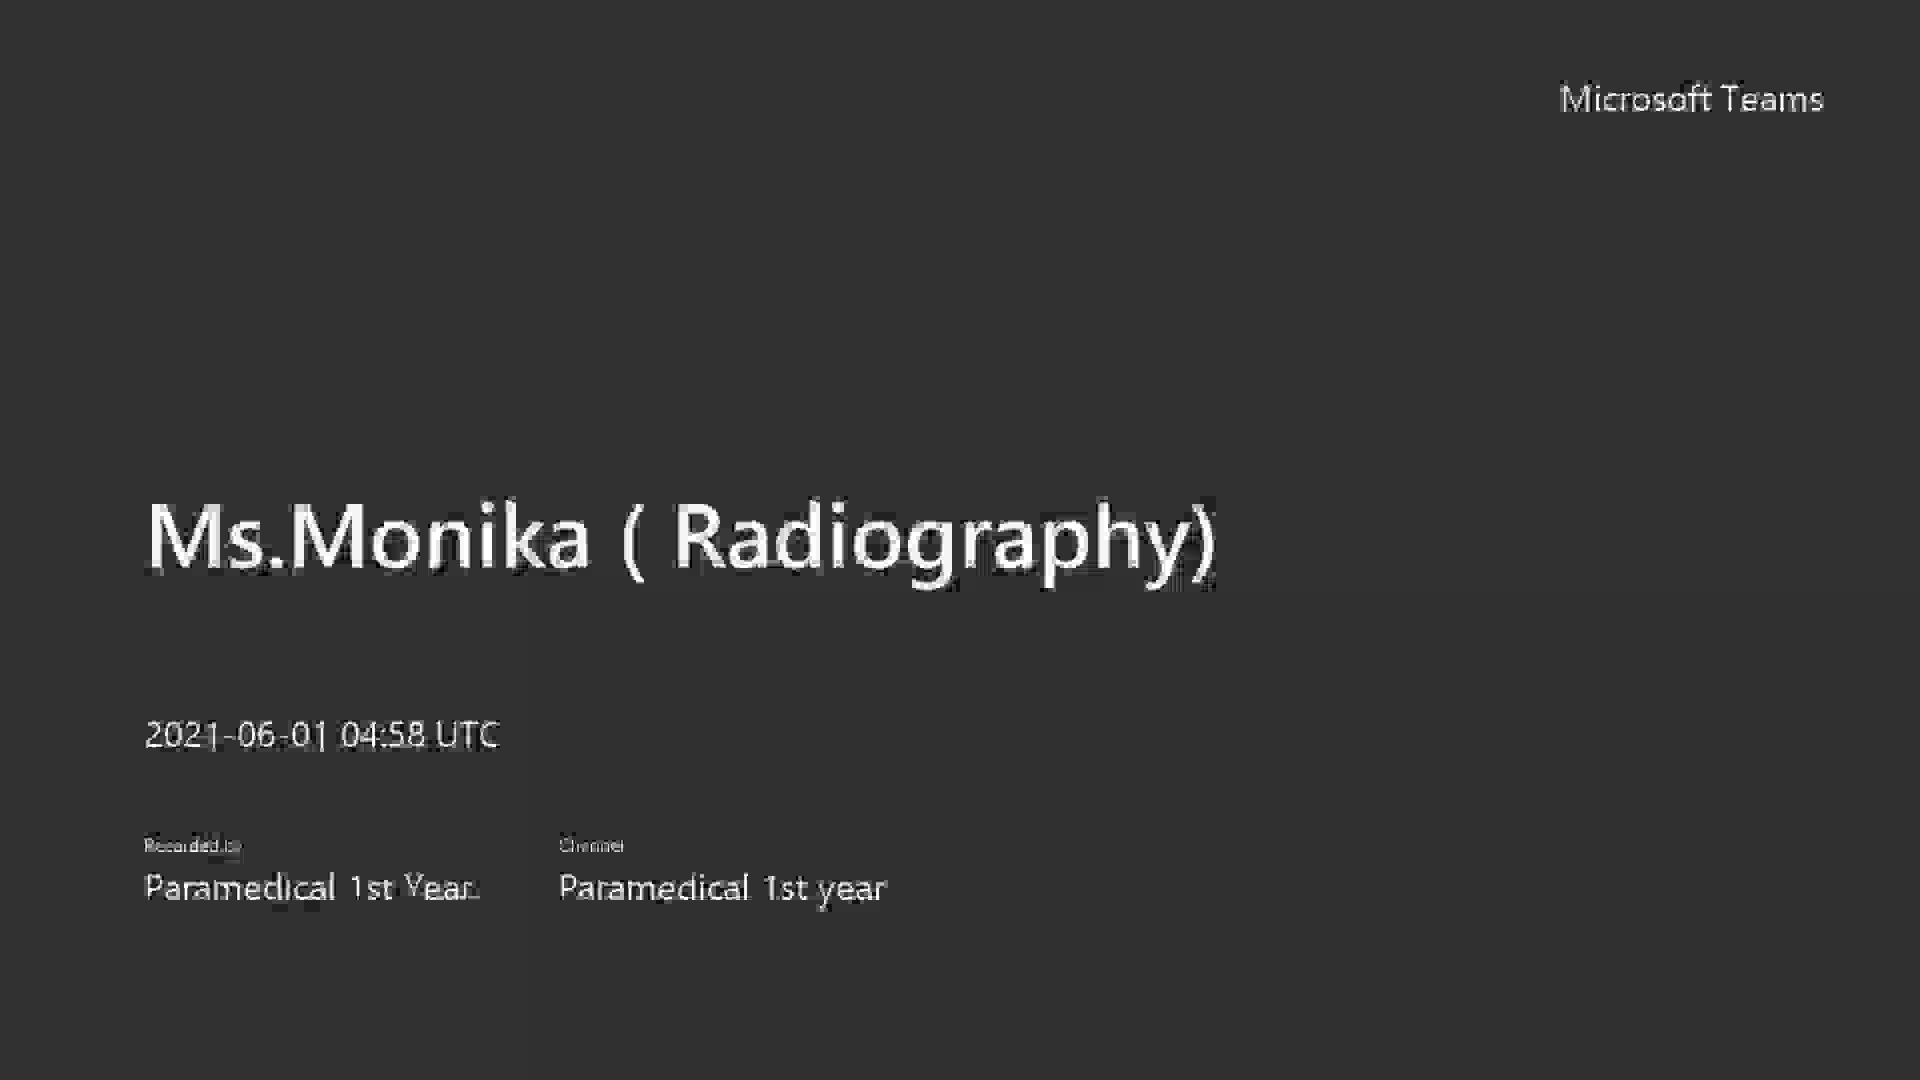 Microsoft Teams
Ms.Monika ( Radiography)
2021-06-01 04:58 UTC
Recorded by
Channel
Paramedical 1st Year
Paramedical 1st year